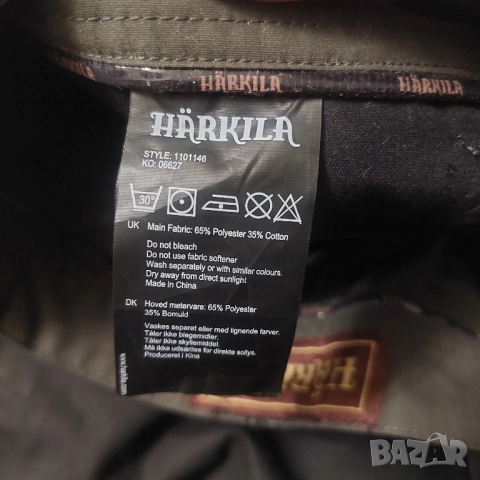 HÄRKILA
HÄRKILA
HÄRKILA
STYLE: 1101146
KO: 06627
30°
UK Main Fabric: 65% Polyester 35% Cotton
Do not bleach
Do not use fabric softener
Wash separately or with similar colours.
Dry away from direct sunlight
Made in China
DK Hoved metervare: 65% Polyester
35% Bomuld
Vaskes separat eller med lignende farver.
Tåler ikke blegemidler.
Tåler ikke skyllemiddel.
Må ikke udsættes for direkte sollys.
Produceret i Kina
www.harkila.com
HÄRKILA
BAZAR